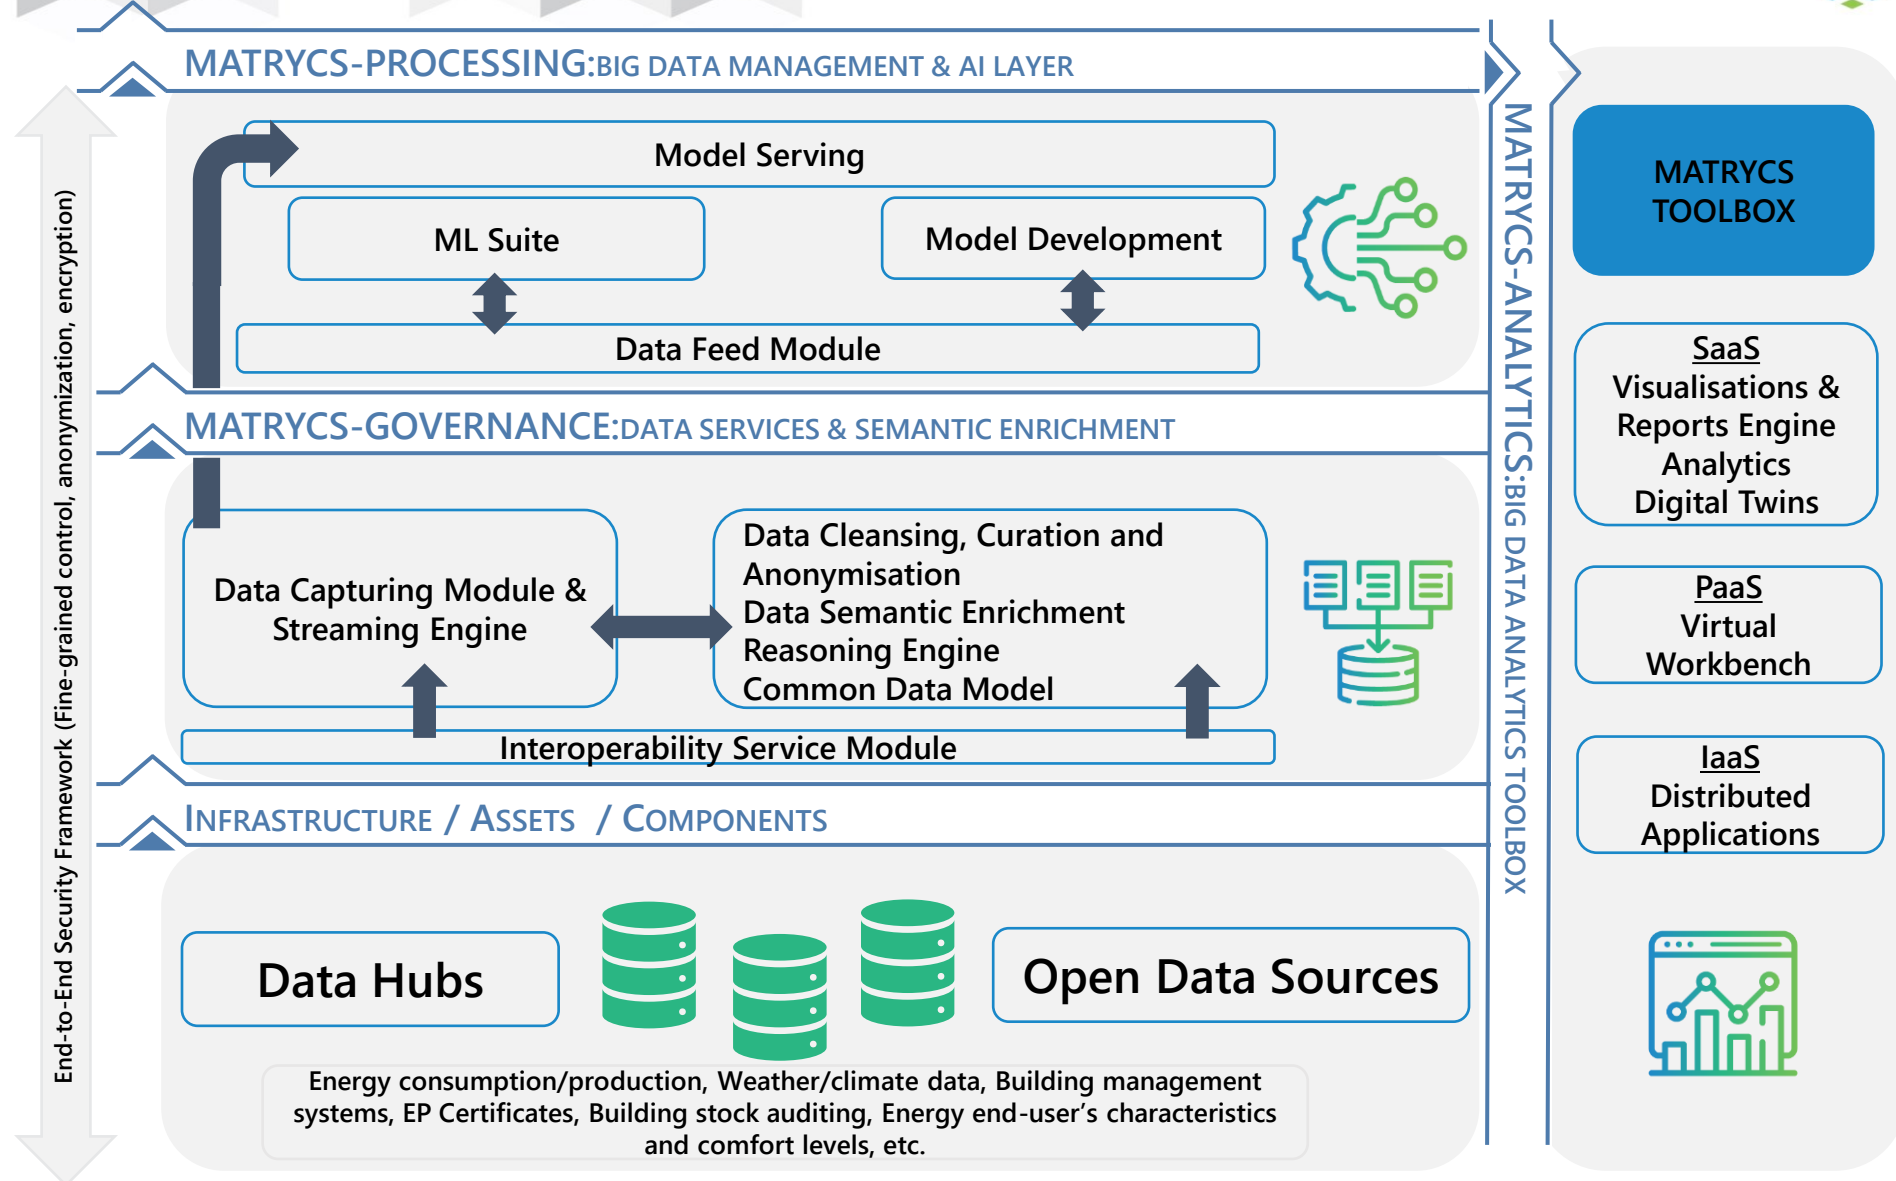 MATRYCS-PROCESSING:BIG DATA MANAGEMENT & AI LAYER
Model Serving
ML Suite
Model Development
Data Feed Module
MATRYCS-GOVERNANCE:DATA SERVICES & SEMANTIC ENRICHMENT
Data Capturing Module &
Streaming Engine
Data Cleansing, Curation and
Anonymisation
Data Semantic Enrichment
Reasoning Engine
Common Data Model
Interoperability Service Module
INFRASTRUCTURE / ASSETS / COMPONENTS
Data Hubs
Open Data Sources
Energy consumption/production, Weather/climate data, Building management
systems, EP Certificates, Building stock auditing, Energy end-user's characteristics
and comfort levels, etc.
End-to-End Security Framework (Fine-grained control, anonymization, encryption)
MATRYCS-ANALYTICS:BIG DATA ANALYTICS TOOLBOX
MATRYCS
TOOLBOX
SaaS
Visualisations &
Reports Engine
Analytics
Digital Twins
PaaS
Virtual
Workbench
IaaS
Distributed
Applications